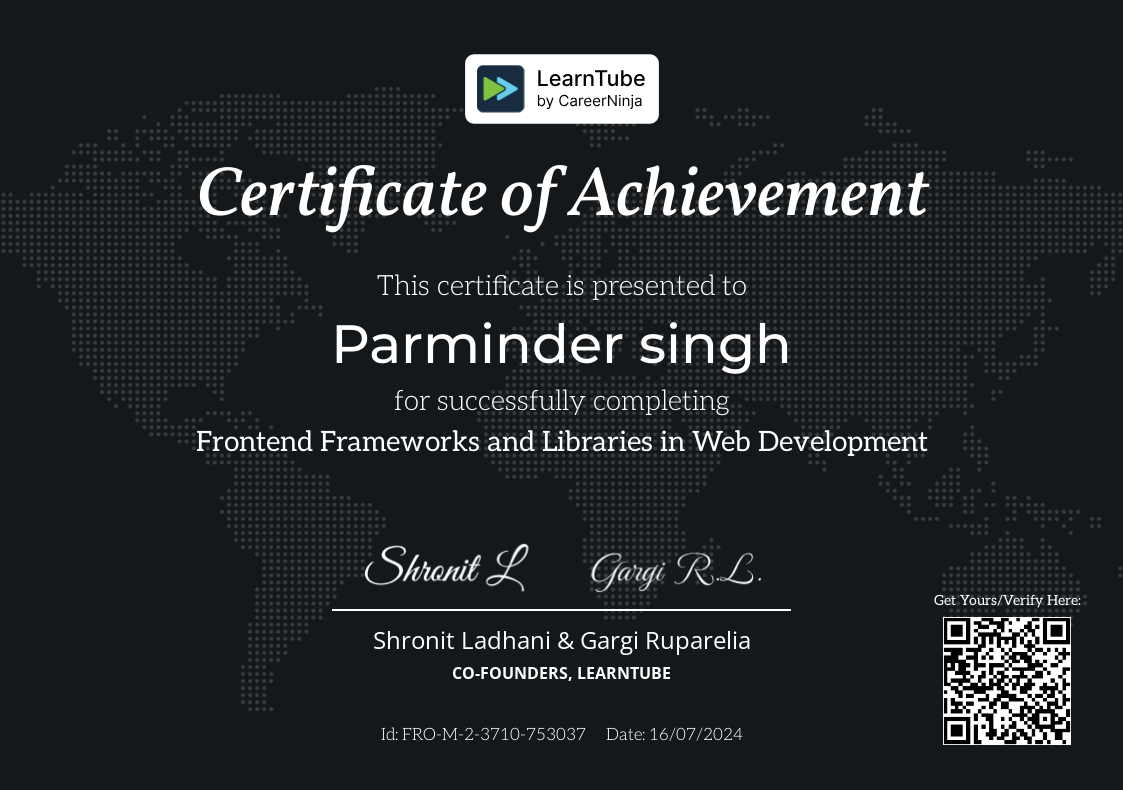 LearnTube
by CareerNinja
Certificate of Achievement
This certificate is presented to
Parminder singh
for successfully completing
Frontend Frameworks and Libraries in Web Development
Shronit L Gargi R.L.
Get Yours/Verify Here:
Shronit Ladhani & Gargi Ruparelia
CO-FOUNDERS, LEARNTUBE
Id: FRO-M-2-3710-753037 Date: 16/07/2024